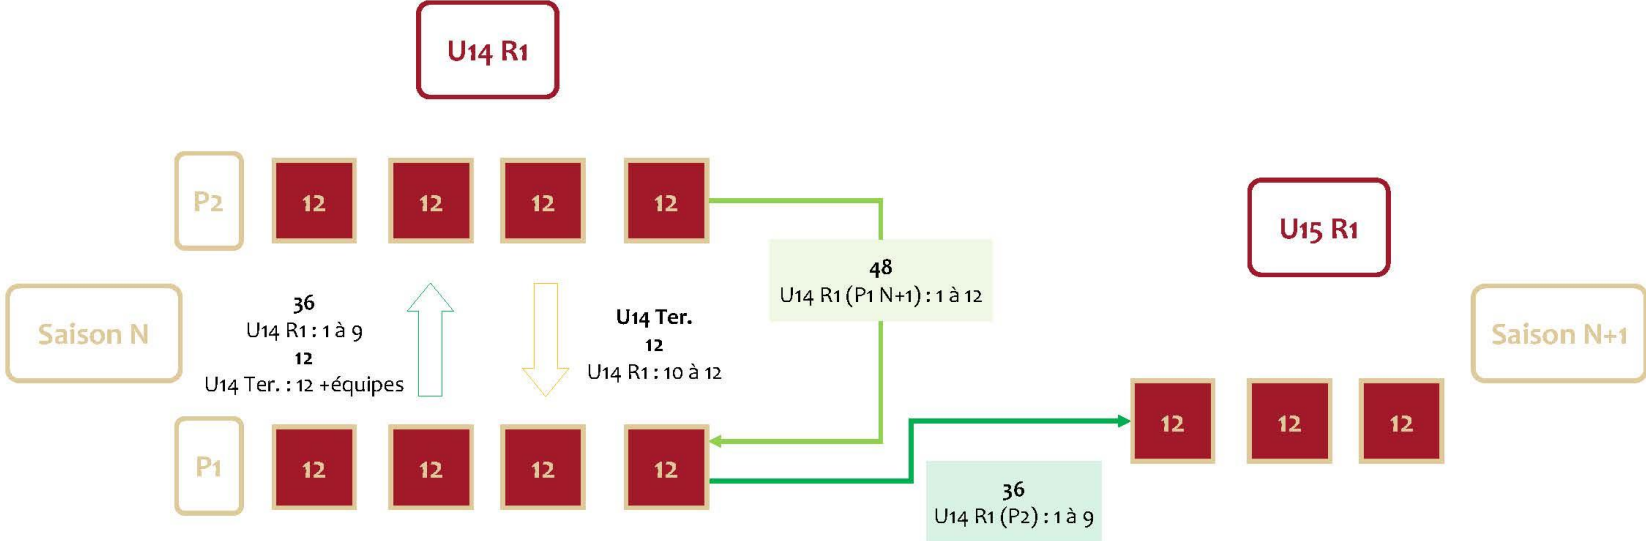 U14 R1
P2
12
12
12
12
U15 R1
48
U14 R1 (P1 N+1) : 1 à 12
Saison N
36
U14 R1 : 1 à 9
12
U14 Ter. : 12 +équipes
U14 Ter.
12
U14 R1 : 10 à 12
Saison N+1
P1
12
12
12
12
12
12
12
36
U14 R1 (P2) : 1 à 9